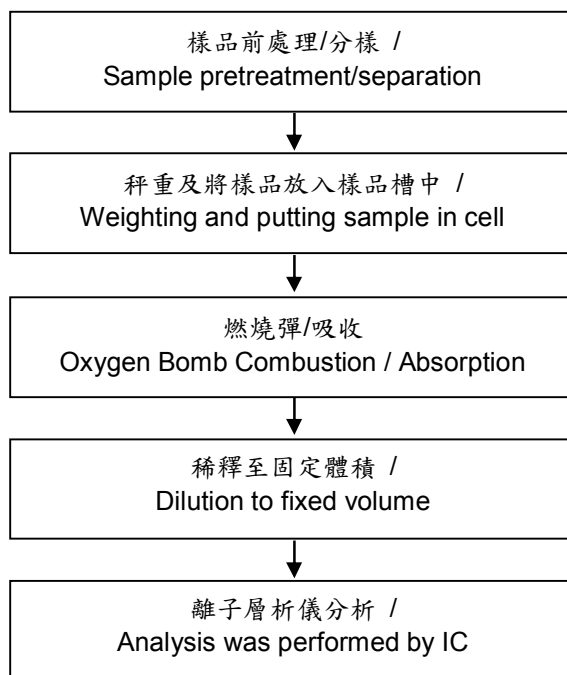 樣品前處理/分樣 /
Sample pretreatment/separation
秤重及將樣品放入樣品槽中 /
Weighting and putting sample in cell
燃燒彈/吸收
Oxygen Bomb Combustion / Absorption
稀釋至固定體積 /
Dilution to fixed volume
離子層析儀分析 /
Analysis was performed by IC